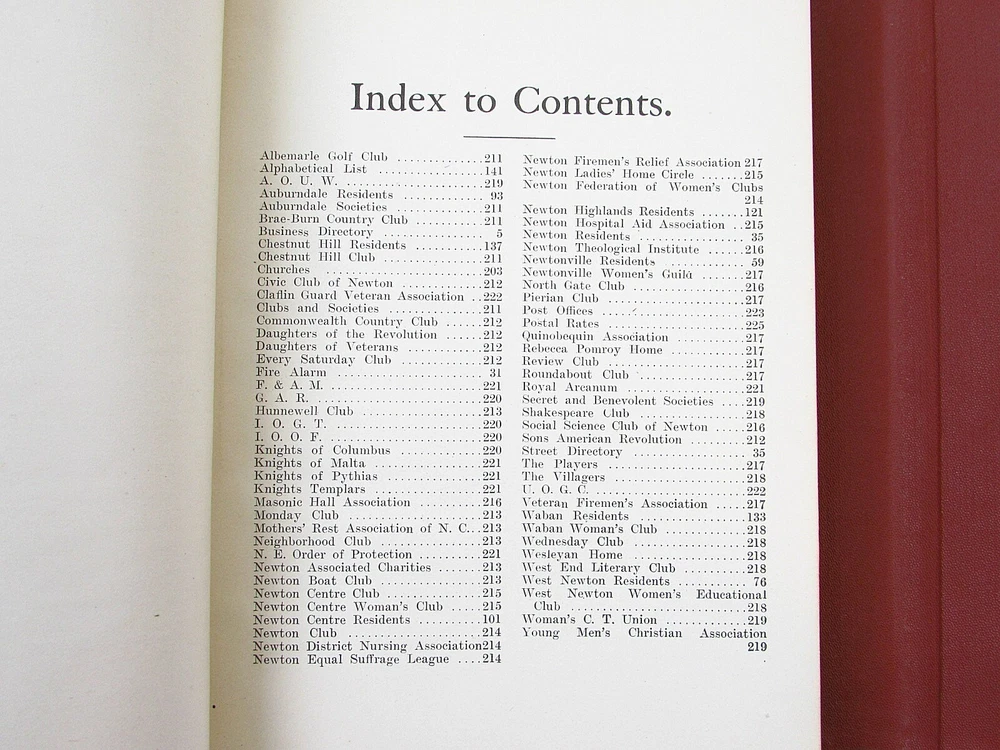 Index to Contents.
Albemarle Golf Club .............211
Alphabetical List ................141
A. O. U. W. ......................219
Auburndale Residents ............ 93
Auburndale Societies .............211
Brae-Burn Country Club ..........211
Business Directory ............... 5
Chestnut Hill Residents ..........137
Chestnut Hill Club ...............211
Churches ........................203
Civic Club of Newton ............212
Claflin Guard Veteran Association ..222
Clubs and Societies ..............211
Commonwealth Country Club ......212
Daughters of the Revolution ......212
Daughters of Veterans ...........212
Every Saturday Club .............212
Fire Alarm ...................... 31
F. & A. M. ......................221
G. A. R. ........................220
Hunnewell Club ..................213
I. O. G. T. .....................220
I. O. O. F. .....................220
Knights of Columbus .............220
Knights of Malta ................221
Knights of Pythias ..............221
Knights Templars ................221
Masonic Hall Association .........216
Monday Club ....................213
Mothers' Rest Association of N. C...213
Neighborhood Club ...............213
N. E. Order of Protection .........221
Newton Associated Charities .......213
Newton Boat Club ...............213
Newton Centre Club ..............215
Newton Centre Woman's Club .....215
Newton Centre Residents .........101
Newton Club ....................214
Newton District Nursing Association214
Newton Equal Suffrage League ....214
Newton Firemen's Relief Association 217
Newton Ladies' Home Circle .......215
Newton Federation of Women's Clubs
214
Newton Highlands Residents .......121
Newton Hospital Aid Association ..215
Newton Residents ................ 35
Newton Theological Institute ......216
Newtonville Residents ........... 59
Newtonville Women's Guild .......217
North Gate Club .................216
Pierian Club ....................217
Post Offices .....................223
Postal Rates ....................225
Quinobequin Association ..........217
Rebecca Pomroy Home ...........217
Review Club ....................217
Roundabout Club ................217
Royal Arcanum ..................221
Secret and Benevolent Societies ....219
Shakespeare Club ................218
Social Science Club of Newton .....216
Sons American Revolution ........212
Street Directory ................. 35
The Players .....................217
The Villagers ...................218
U. O. G. C. .....................222
Veteran Firemen's Association .....217
Waban Residents ................133
Waban Woman's Club ............218
Wednesday Club .................218
Wesleyan Home .................218
West End Literary Club ..........218
West Newton Residents .......... 76
West Newton Women's Educational
Club .........................218
Woman's C. T. Union ............219
Young Men's Christian Association
219